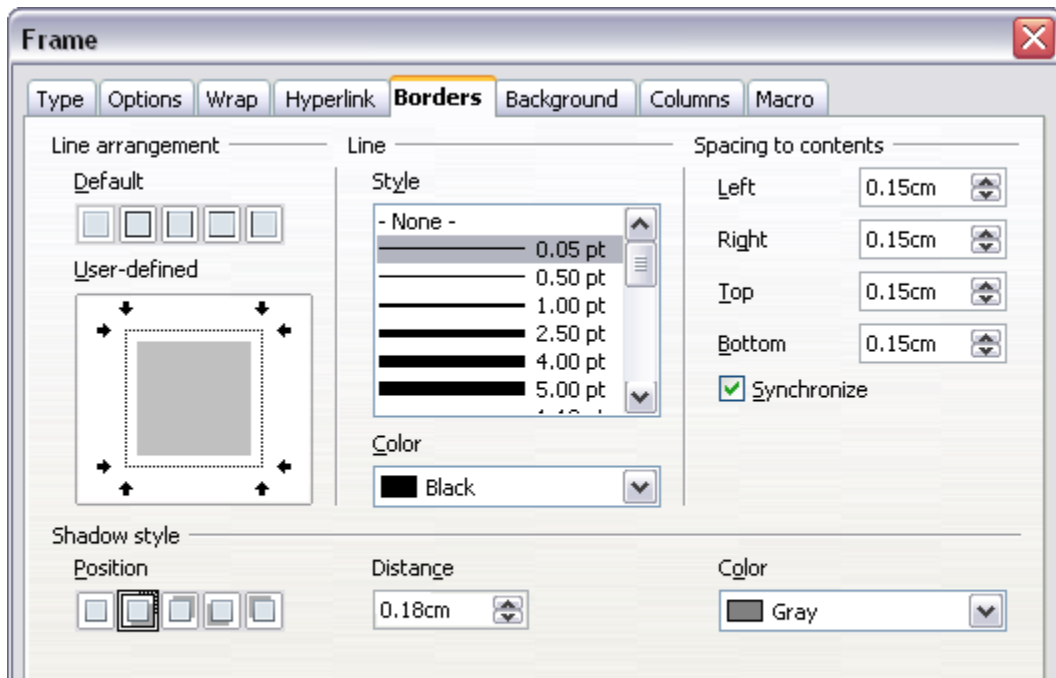 Frame
Type Options Wrap Hyperlink Borders Background Columns Macro
Line arrangement
Default
User-defined
Line
Style
- None -
0.05 pt
0.50 pt
1.00 pt
2.50 pt
4.00 pt
5.00 pt
Color
Black
Spacing to contents
Left 0.15cm
Right 0.15cm
Top 0.15cm
Bottom 0.15cm
Synchronize
Shadow style
Position
Distance
0.18cm
Color
Gray